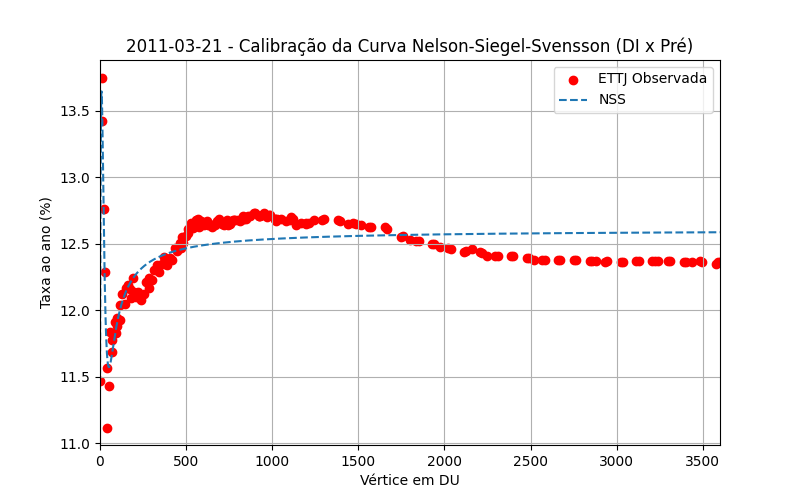 2011-03-21 - Calibração da Curva Nelson-Siegel-Svensson (DI x Pré)
ETTJ Observada
NSS
Taxa ao ano (%)
13.5
13.0
12.5
12.0
11.5
11.0
0 500 1000 1500 2000 2500 3000 3500
Vértice em DU